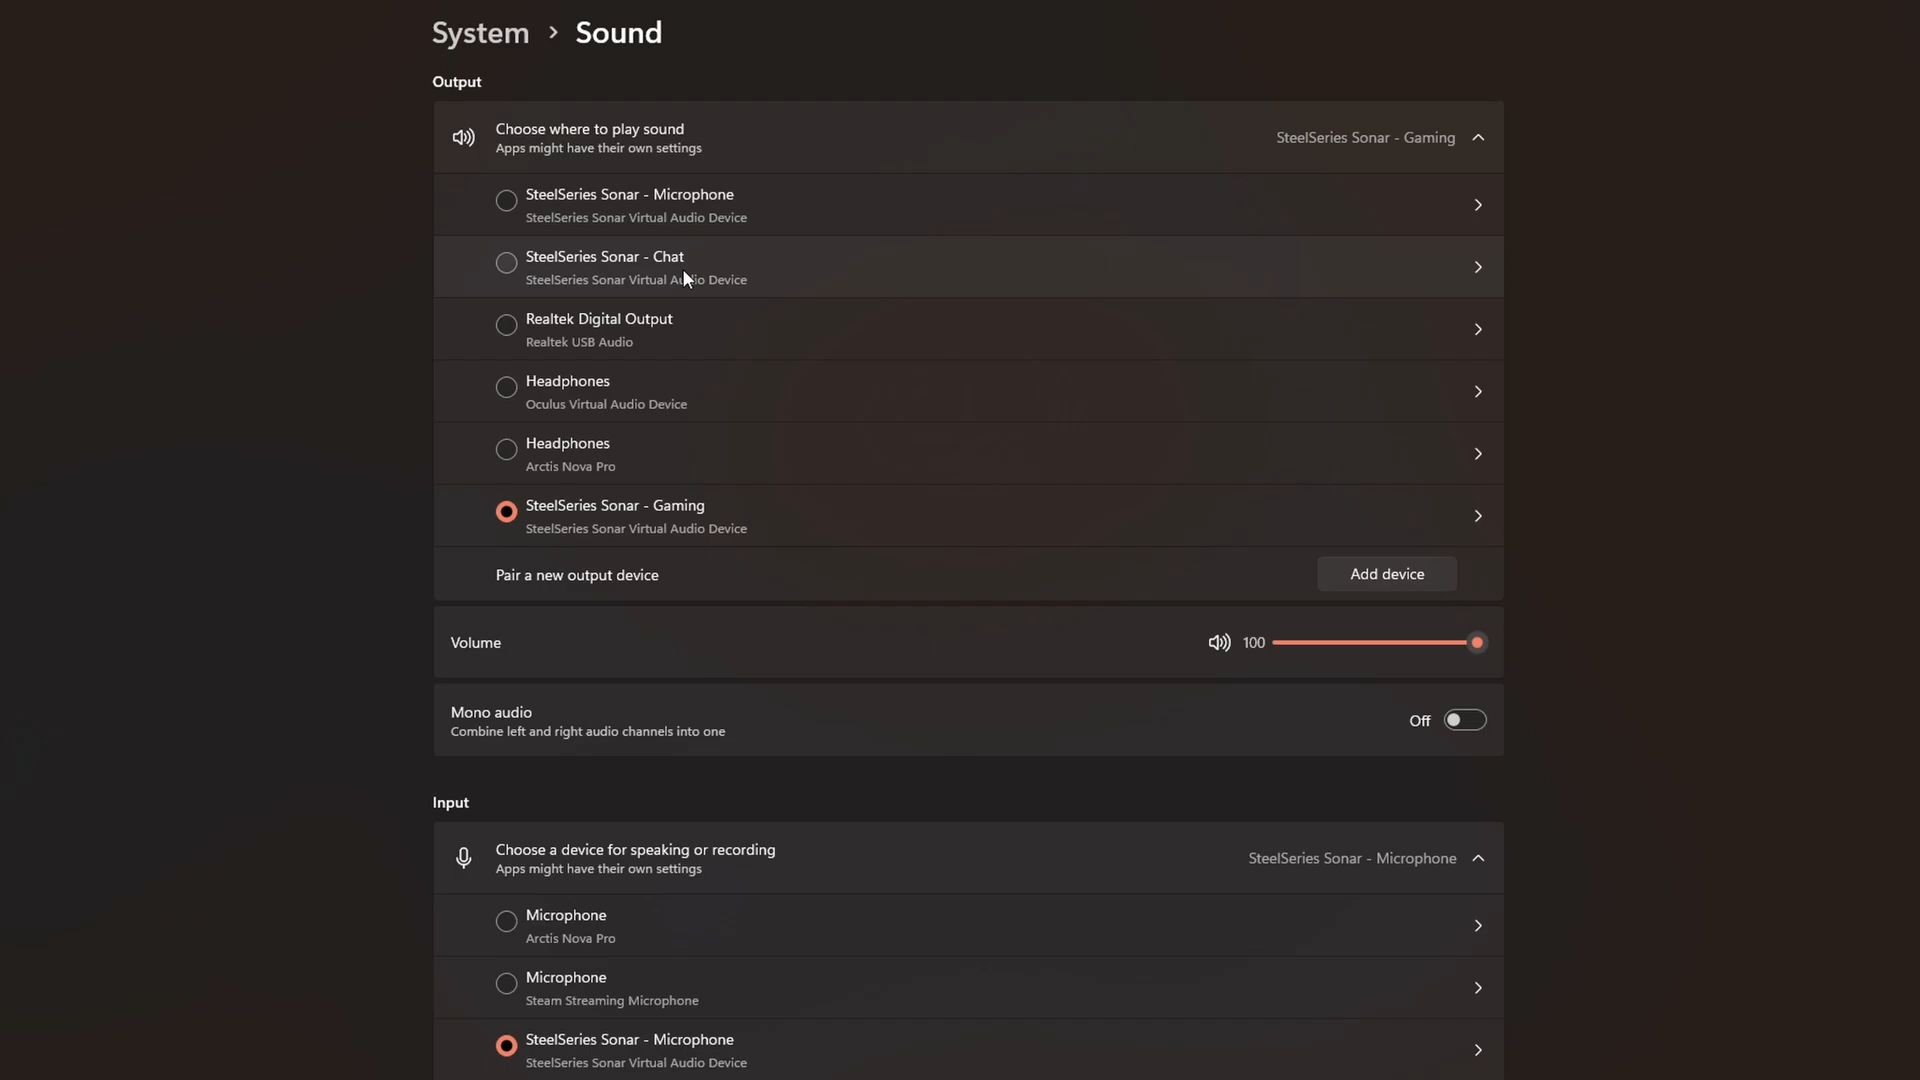 System > Sound
Output
Choose where to play sound
Apps might have their own settings
SteelSeries Sonar - Gaming
SteelSeries Sonar - Microphone
SteelSeries Sonar Virtual Audio Device
SteelSeries Sonar - Chat
SteelSeries Sonar Virtual Audio Device
Realtek Digital Output
Realtek USB Audio
Headphones
Oculus Virtual Audio Device
Headphones
Arctis Nova Pro
SteelSeries Sonar - Gaming
SteelSeries Sonar Virtual Audio Device
Pair a new output device
Add device
Volume
100
Mono audio
Combine left and right audio channels into one
Off
Input
Choose a device for speaking or recording
Apps might have their own settings
SteelSeries Sonar - Microphone
Microphone
Arctis Nova Pro
Microphone
Steam Streaming Microphone
SteelSeries Sonar - Microphone
SteelSeries Sonar Virtual Audio Device